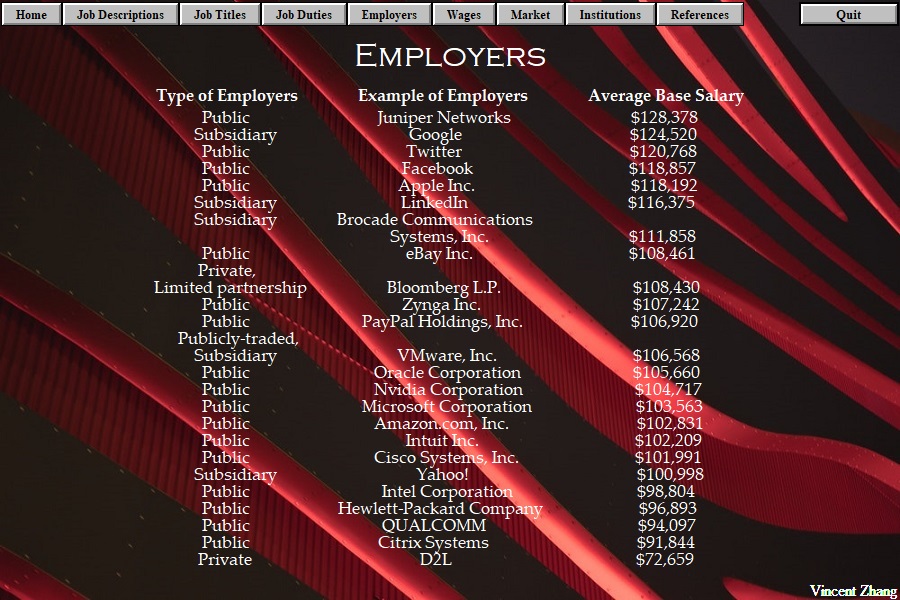 Home Job Descriptions Job Titles Job Duties Employers Wages Market Institutions References Quit
Employers
Type of Employers Example of Employers Average Base Salary
Public Juniper Networks $128,378
Subsidiary Google $124,520
Public Twitter $120,768
Public Facebook $118,857
Public Apple Inc. $118,192
Subsidiary LinkedIn $116,375
Subsidiary Brocade Communications
Systems, Inc. $111,858
Public eBay Inc. $108,461
Private,
Limited partnership Bloomberg L.P. $108,430
Public Zynga Inc. $107,242
Public PayPal Holdings, Inc. $106,920
Publicly-traded,
Subsidiary VMware, Inc. $106,568
Public Oracle Corporation $105,660
Public Nvidia Corporation $104,717
Public Microsoft Corporation $103,563
Public Amazon.com, Inc. $102,831
Public Intuit Inc. $102,209
Public Cisco Systems, Inc. $101,991
Subsidiary Yahoo! $100,998
Public Intel Corporation $98,804
Public Hewlett-Packard Company $96,893
Public QUALCOMM $94,097
Public Citrix Systems $91,844
Private D2L $72,659
Vincent Zhang